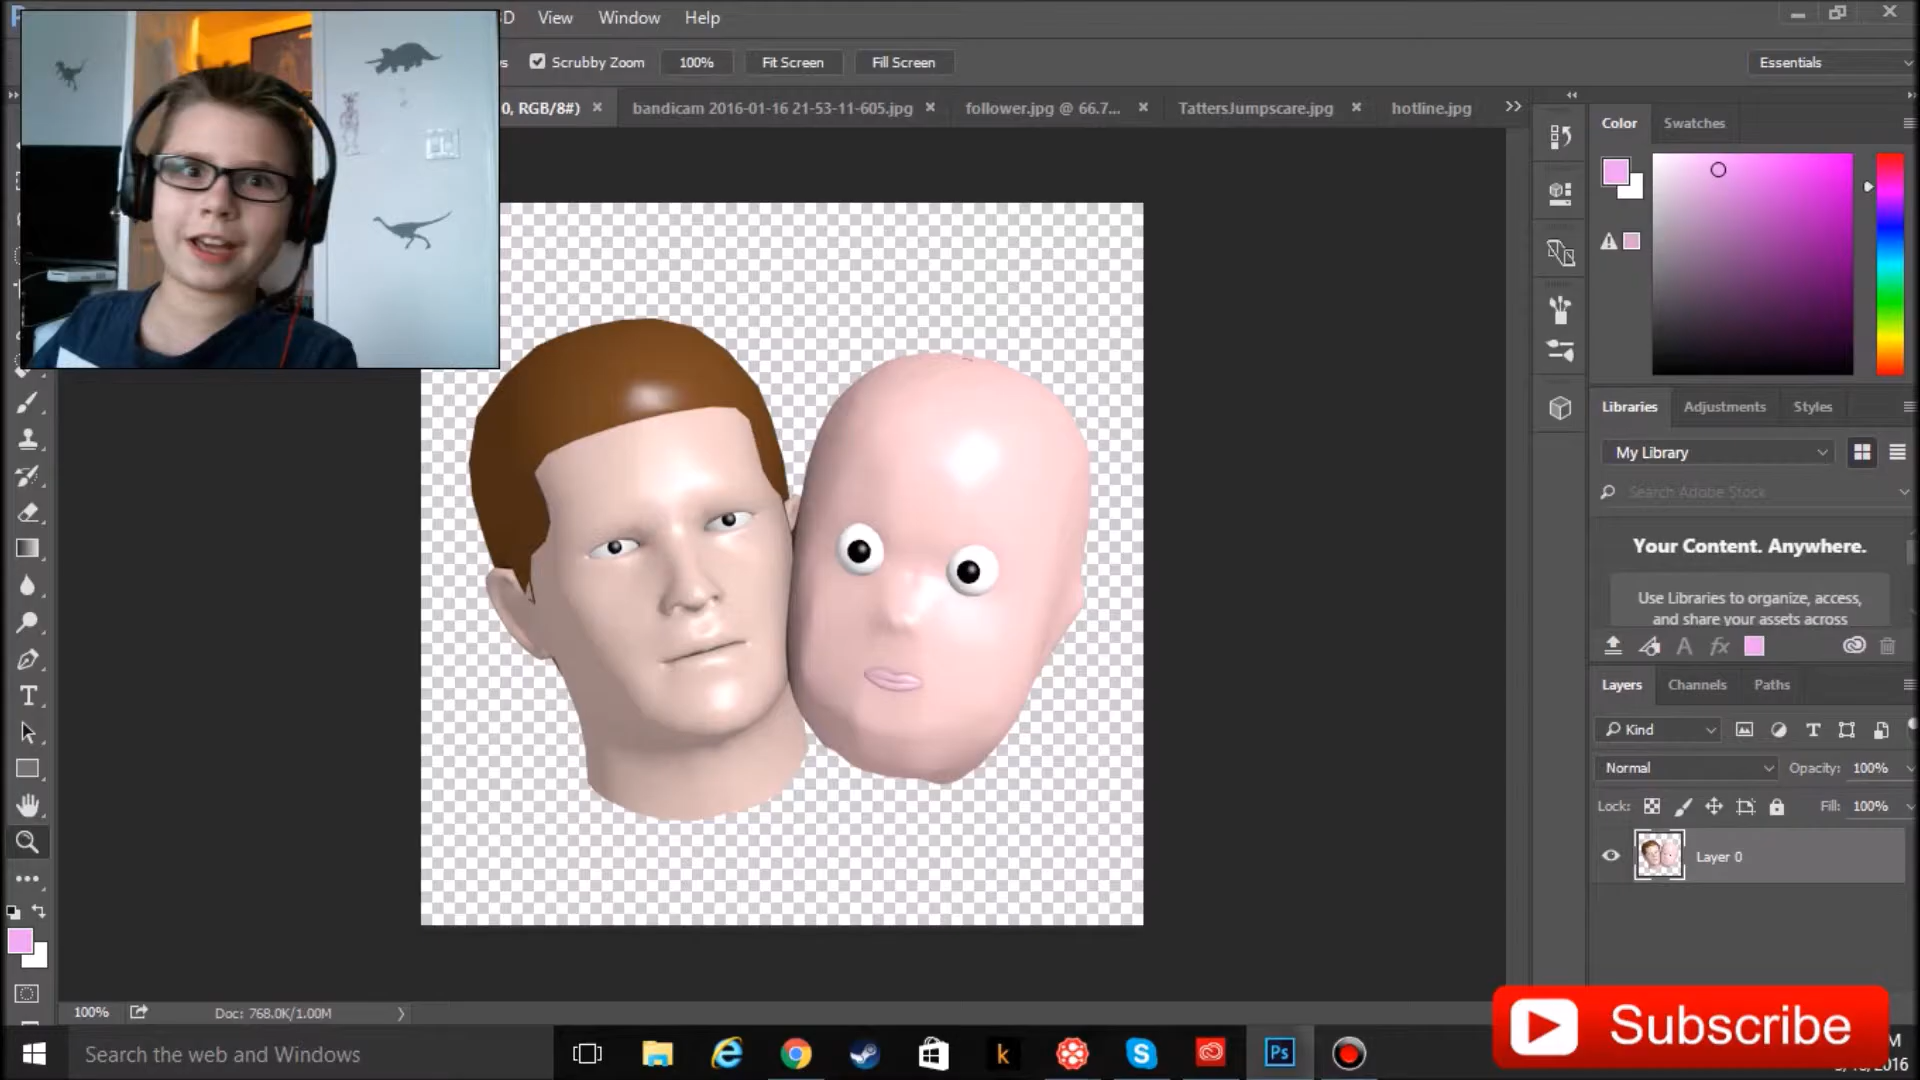 D View Window Help
s Scrubby Zoom 100% Fit Screen Fill Screen Essentials
0, RGB/8#) × bandicam 2016-01-16 21-53-11-605.jpg × follower.jpg @ 66.7... × TattersJumpscare.jpg × hotline.jpg >>
Color Swatches
Libraries Adjustments Styles
My Library
Search Adobe Stock
Your Content. Anywhere.
Use Libraries to organize, access,
and share your assets across
A fx
Layers Channels Paths
Kind T
Normal Opacity: 100%
Lock: Fill: 100%
Layer 0
T
100% Doc: 768.0K/1.00M
Subscribe
Search the web and Windows k Ps M
2016